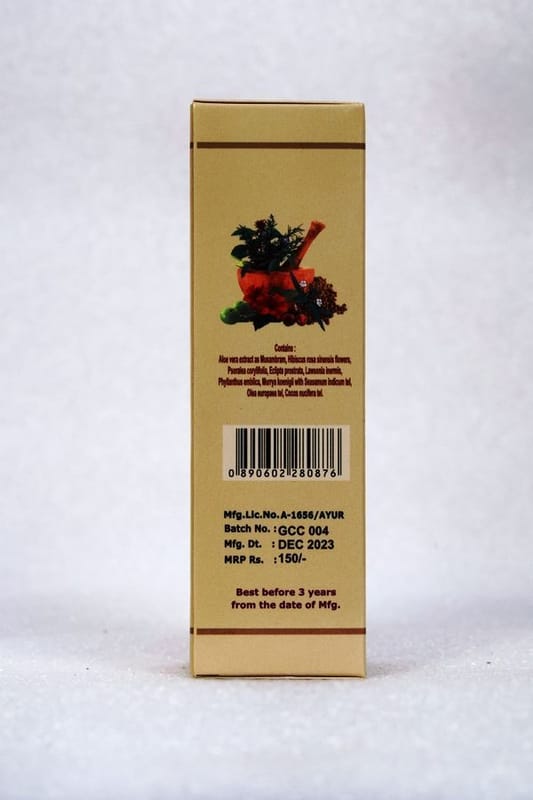 Contains :
Aloe vera extract as Musambram, Hibiscus rosa sinensis flowers,
Psoralea corylifolia, Eclipta prostrata, Lawsonia inermis,
Phyllanthus emblica, Murrya koenigii with Seasamum indicum tel,
Olea europaea tel, Cocos nucifera tel.
0 890602 280876
Mfg.Lic.No.A-1656/AYUR
Batch No. : GCC 004
Mfg. Dt. : DEC 2023
MRP Rs. : 150/-
Best before 3 years
from the date of Mfg.